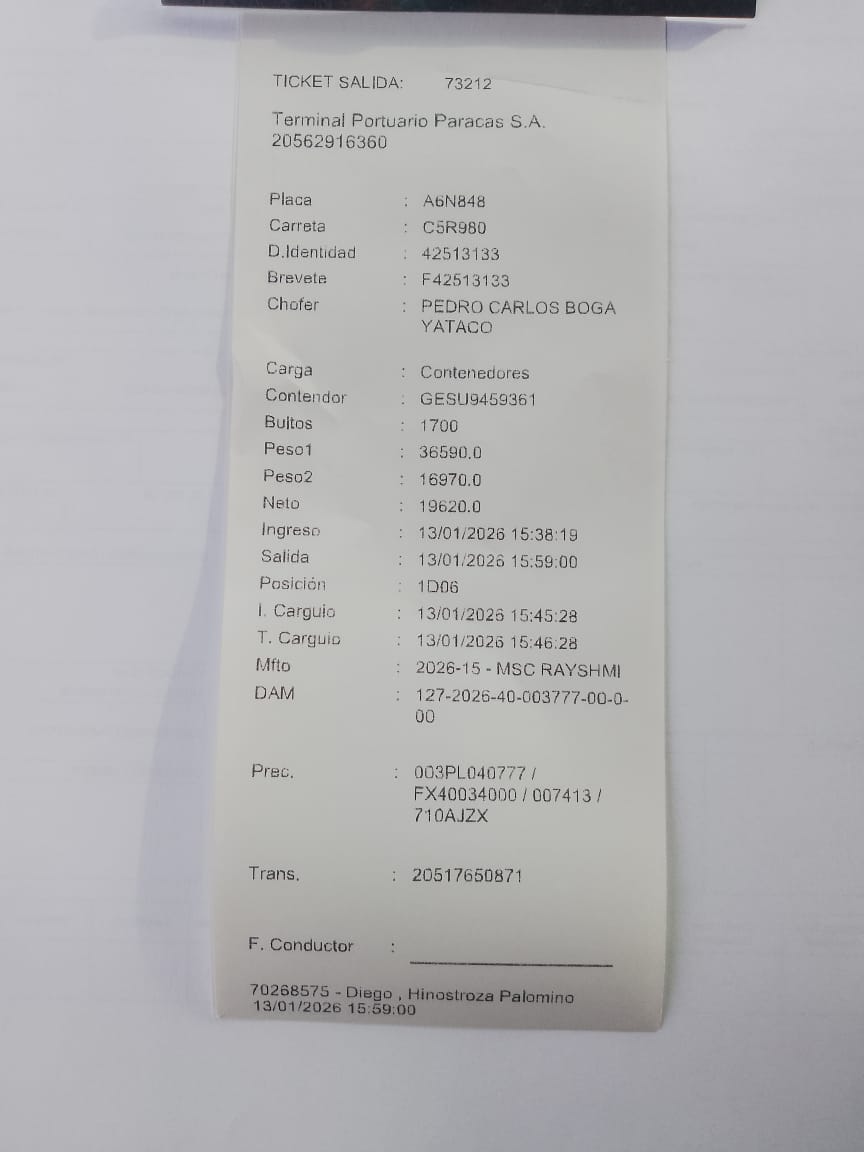 TICKET SALIDA: 73212
Terminal Portuario Paracas S.A.
20562916360
Placa : A6N848
Carreta : C5R980
D.Identidad : 42513133
Brevete : F42513133
Chofer : PEDRO CARLOS BOGA
YATACO
Carga : Contenedores
Contendor : GESU9459361
Bultos : 1700
Peso1 : 36590.0
Peso2 : 16970.0
Neto : 19620.0
Ingreso : 13/01/2026 15:38:19
Salida : 13/01/2026 15:59:00
Posición : 1D06
I. Carguio : 13/01/2026 15:45:28
T. Carguio : 13/01/2026 15:46:28
Mfto : 2026-15 - MSC RAYSHMI
DAM : 127-2026-40-003777-00-0-
00
Prec. : 003PL040777 /
FX40034000 / 007413 /
710AJZX
Trans. : 20517650871
F. Conductor :
70268575 - Diego , Hinostroza Palomino
13/01/2026 15:59:00